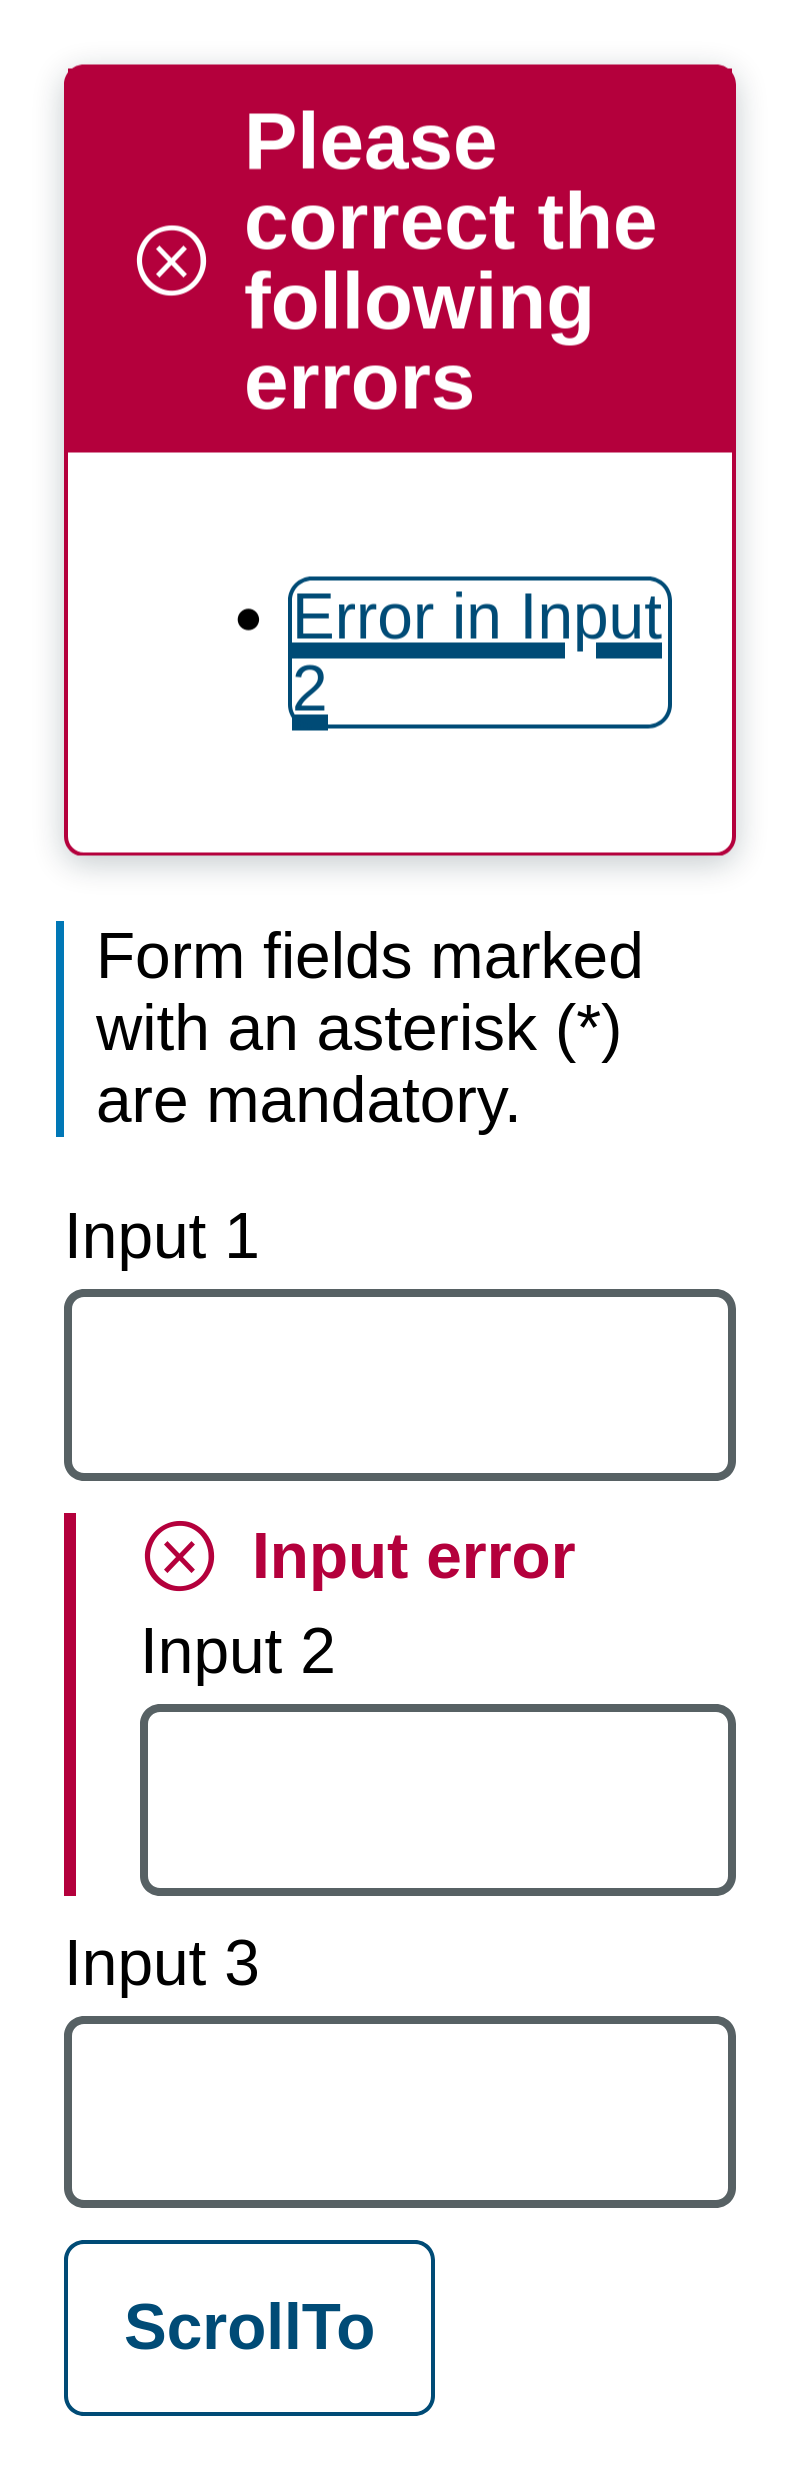 Please
correct the
following
errors
Error in Input
2
Form fields marked
with an asterisk (*)
are mandatory.
Input 1
Input error
Input 2
Input 3
ScrollTo